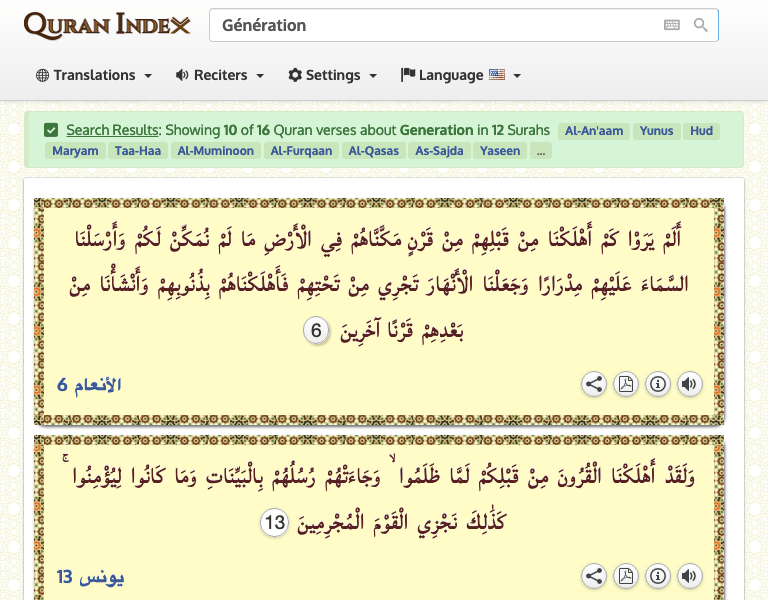 QURAN INDEX
Génération
Translations Reciters Settings Language
Search Results: Showing 10 of 16 Quran verses about Generation in 12 Surahs Al-An'aam Yunus Hud
Maryam Taa-Haa Al-Muminoon Al-Furqaan Al-Qasas As-Sajda Yaseen ...
أَلَمْ يَرَوْا كَمْ أَهْلَكْنَا مِنْ قَبْلِهِمْ مِنْ قَرْنٍ مَكَّنَّاهُمْ فِي الْأَرْضِ مَا لَمْ نُمَكِّنْ لَكُمْ وَأَرْسَلْنَا
السَّمَاءَ عَلَيْهِمْ مِدْرَارًا وَجَعَلْنَا الْأَنْهَارَ تَجْرِي مِنْ تَحْتِهِمْ فَأَهْلَكْنَاهُمْ بِذُنُوبِهِمْ وَأَنْشَأْنَا مِنْ
بَعْدِهِمْ قَرْنًا آخَرِينَ 6
الأنعام 6
وَلَقَدْ أَهْلَكْنَا الْقُرُونَ مِنْ قَبْلِكُمْ لَمَّا ظَلَمُوا ۙ وَجَاءَتْهُمْ رُسُلُهُمْ بِالْبَيِّنَاتِ وَمَا كَانُوا لِيُؤْمِنُوا ۚ
كَذَٰلِكَ نَجْزِي الْقَوْمَ الْمُجْرِمِينَ 13
يونس 13